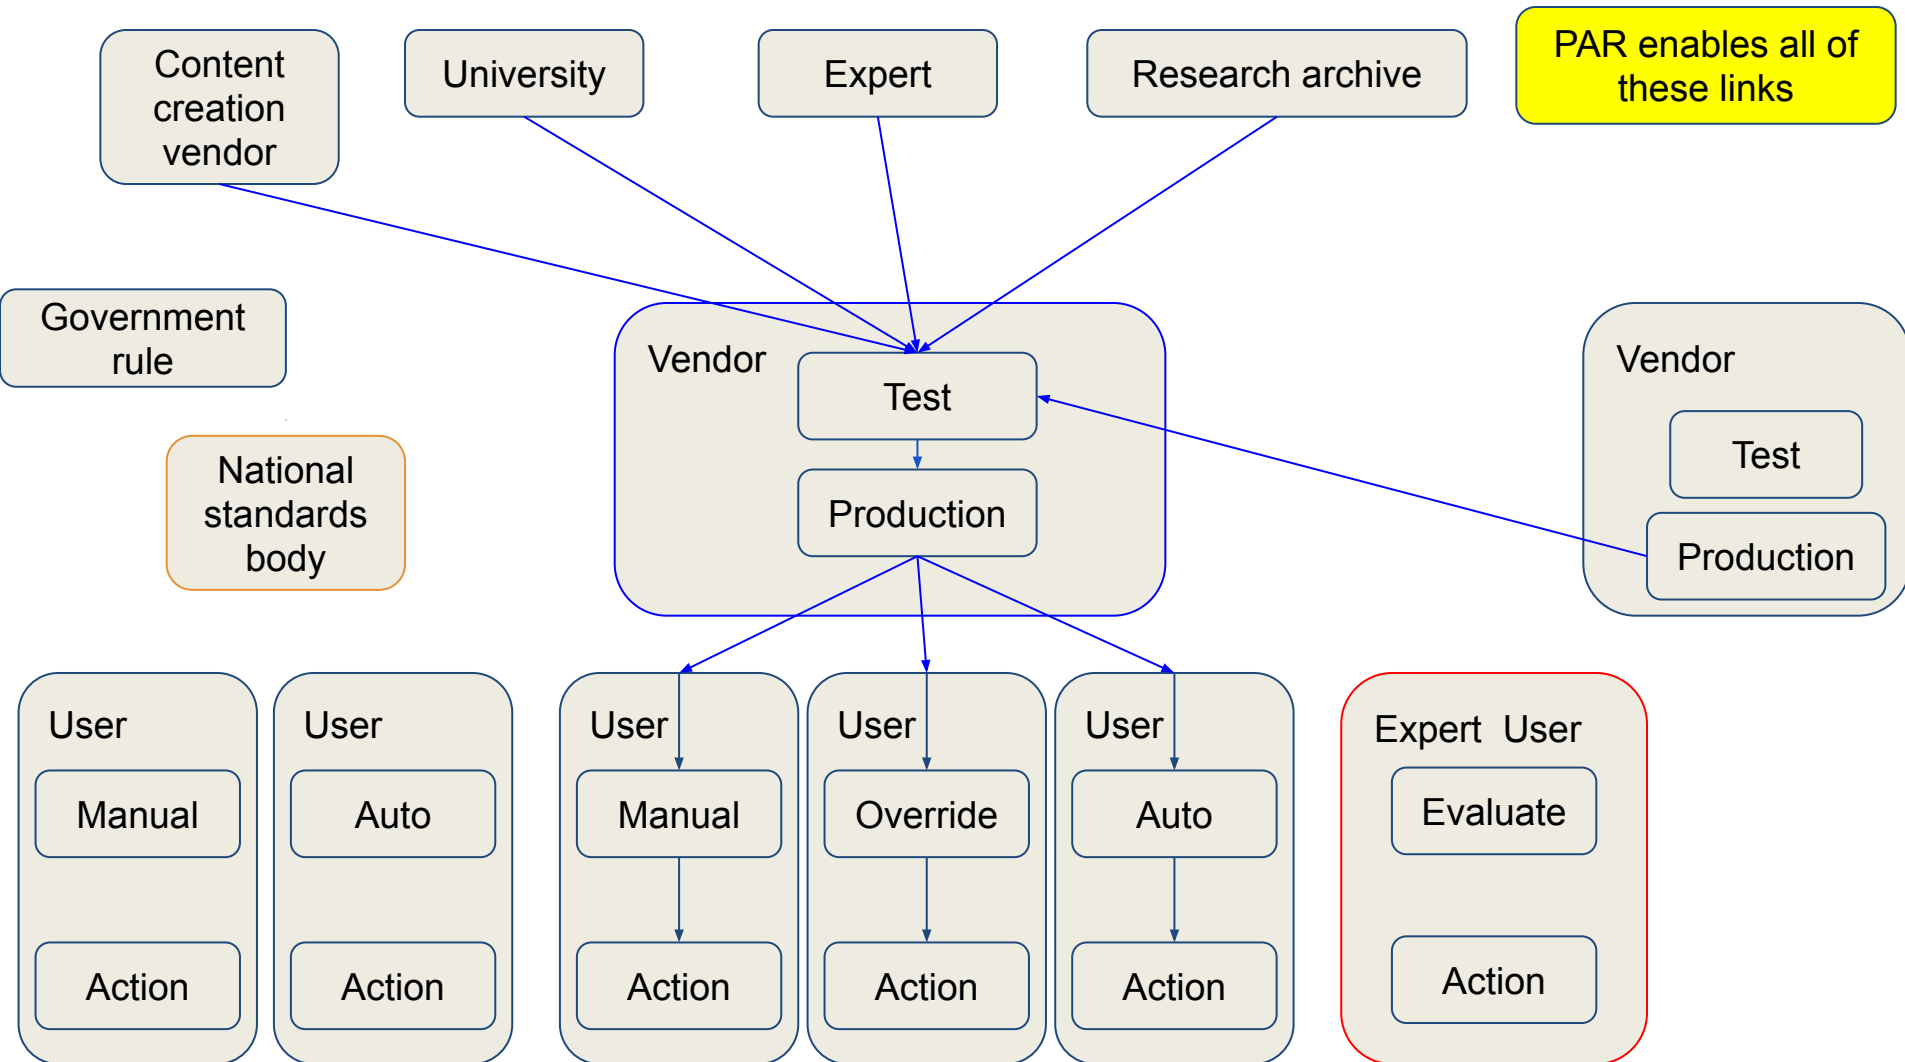 Content
creation
vendor
University
Expert
Research archive
PAR enables all of
these links
Government
rule
National
standards
body
Vendor
Test
Production
Vendor
Test
Production
User
Manual
Action
User
Auto
Action
User
Manual
Action
User
Override
Action
User
Auto
Action
Expert User
Evaluate
Action